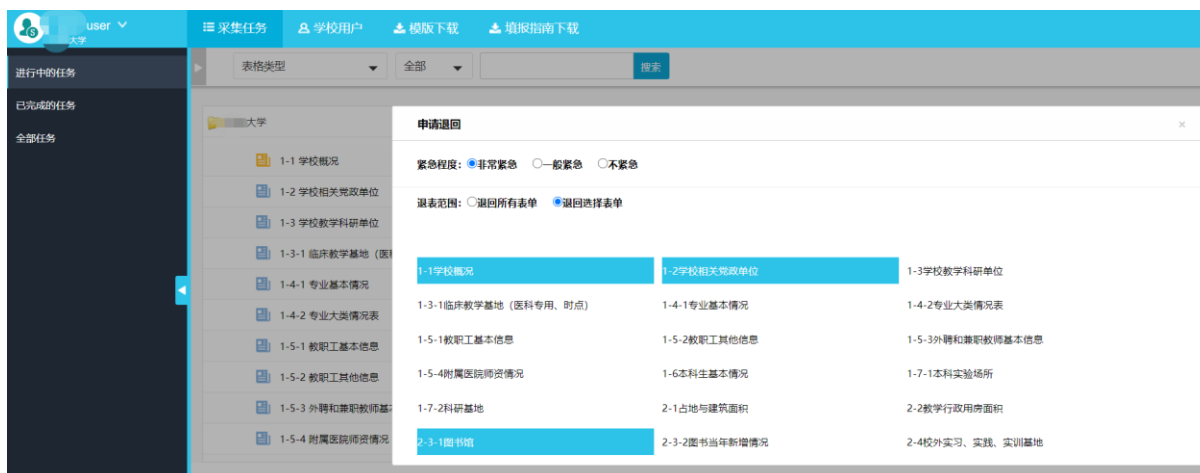 user
大学
采集任务 学校用户 模版下载 填报指南下载
进行中的任务
已完成的任务
全部任务
表格类型 全部 搜索
大学
1-1 学校概况
1-2 学校相关党政单位
1-3 学校教学科研单位
1-3-1 临床教学基地（医
1-4-1 专业基本情况
1-4-2 专业大类情况表
1-5-1 教职工基本信息
1-5-2 教职工其他信息
1-5-3 外聘和兼职教师基
1-5-4 附属医院师资情况
申请退回 ×
紧急程度: 非常紧急 一般紧急 不紧急
退表范围: 退回所有表单 退回选择表单
1-1学校概况 1-2学校相关党政单位 1-3学校教学科研单位
1-3-1临床教学基地（医科专用、时点） 1-4-1专业基本情况 1-4-2专业大类情况表
1-5-1教职工基本信息 1-5-2教职工其他信息 1-5-3外聘和兼职教师基本信息
1-5-4附属医院师资情况 1-6本科生基本情况 1-7-1本科实验场所
1-7-2科研基地 2-1占地与建筑面积 2-2教学行政用房面积
2-3-1图书馆 2-3-2图书当年新增情况 2-4校外实习、实践、实训基地